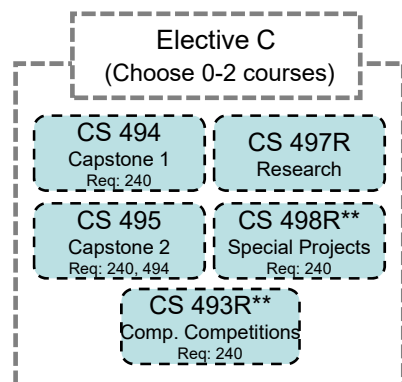 Elective C
(Choose 0-2 courses)
CS 494
Capstone 1
Req: 240
CS 497R
Research
CS 495
Capstone 2
Req: 240, 494
CS 498R**
Special Projects
Req: 240
CS 493R**
Comp. Competitions
Req: 240